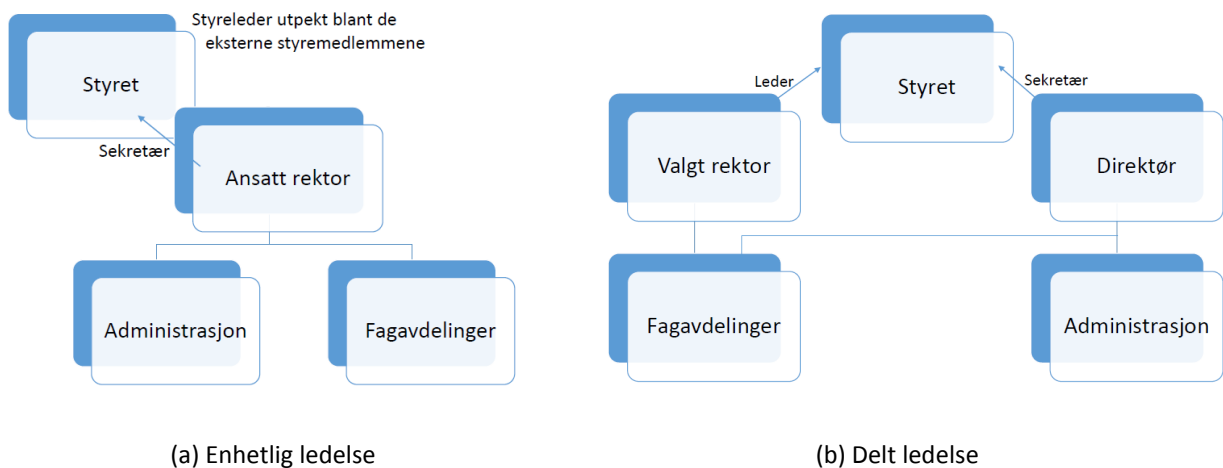 Styreleder utpekt blant de
eksterne styremedlemmene
Styret
Sekretær
Ansatt rektor
Administrasjon
Fagavdelinger
(a) Enhetlig ledelse
Styret
Leder
Sekretær
Valgt rektor
Direktør
Fagavdelinger
Administrasjon
(b) Delt ledelse